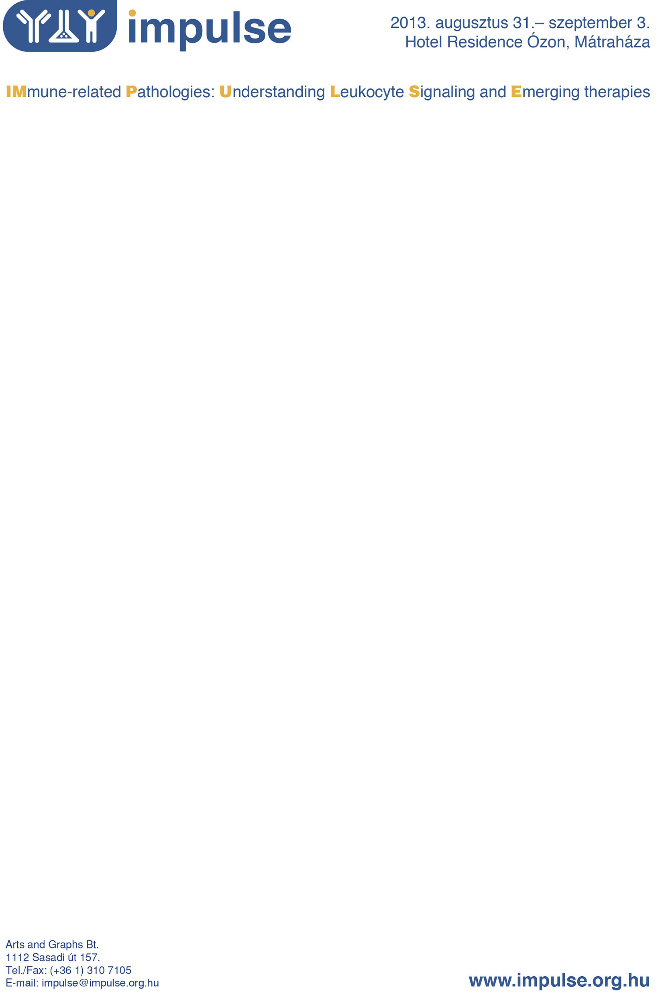 impulse
2013. augusztus 31.– szeptember 3.
Hotel Residence Ózon, Mátraháza
IMmune-related Pathologies: Understanding Leukocyte Signaling and Emerging therapies
Arts and Graphs Bt.
1112 Sasadi út 157.
Tel./Fax: (+36 1) 310 7105
E-mail: impulse@impulse.org.hu
www.impulse.org.hu